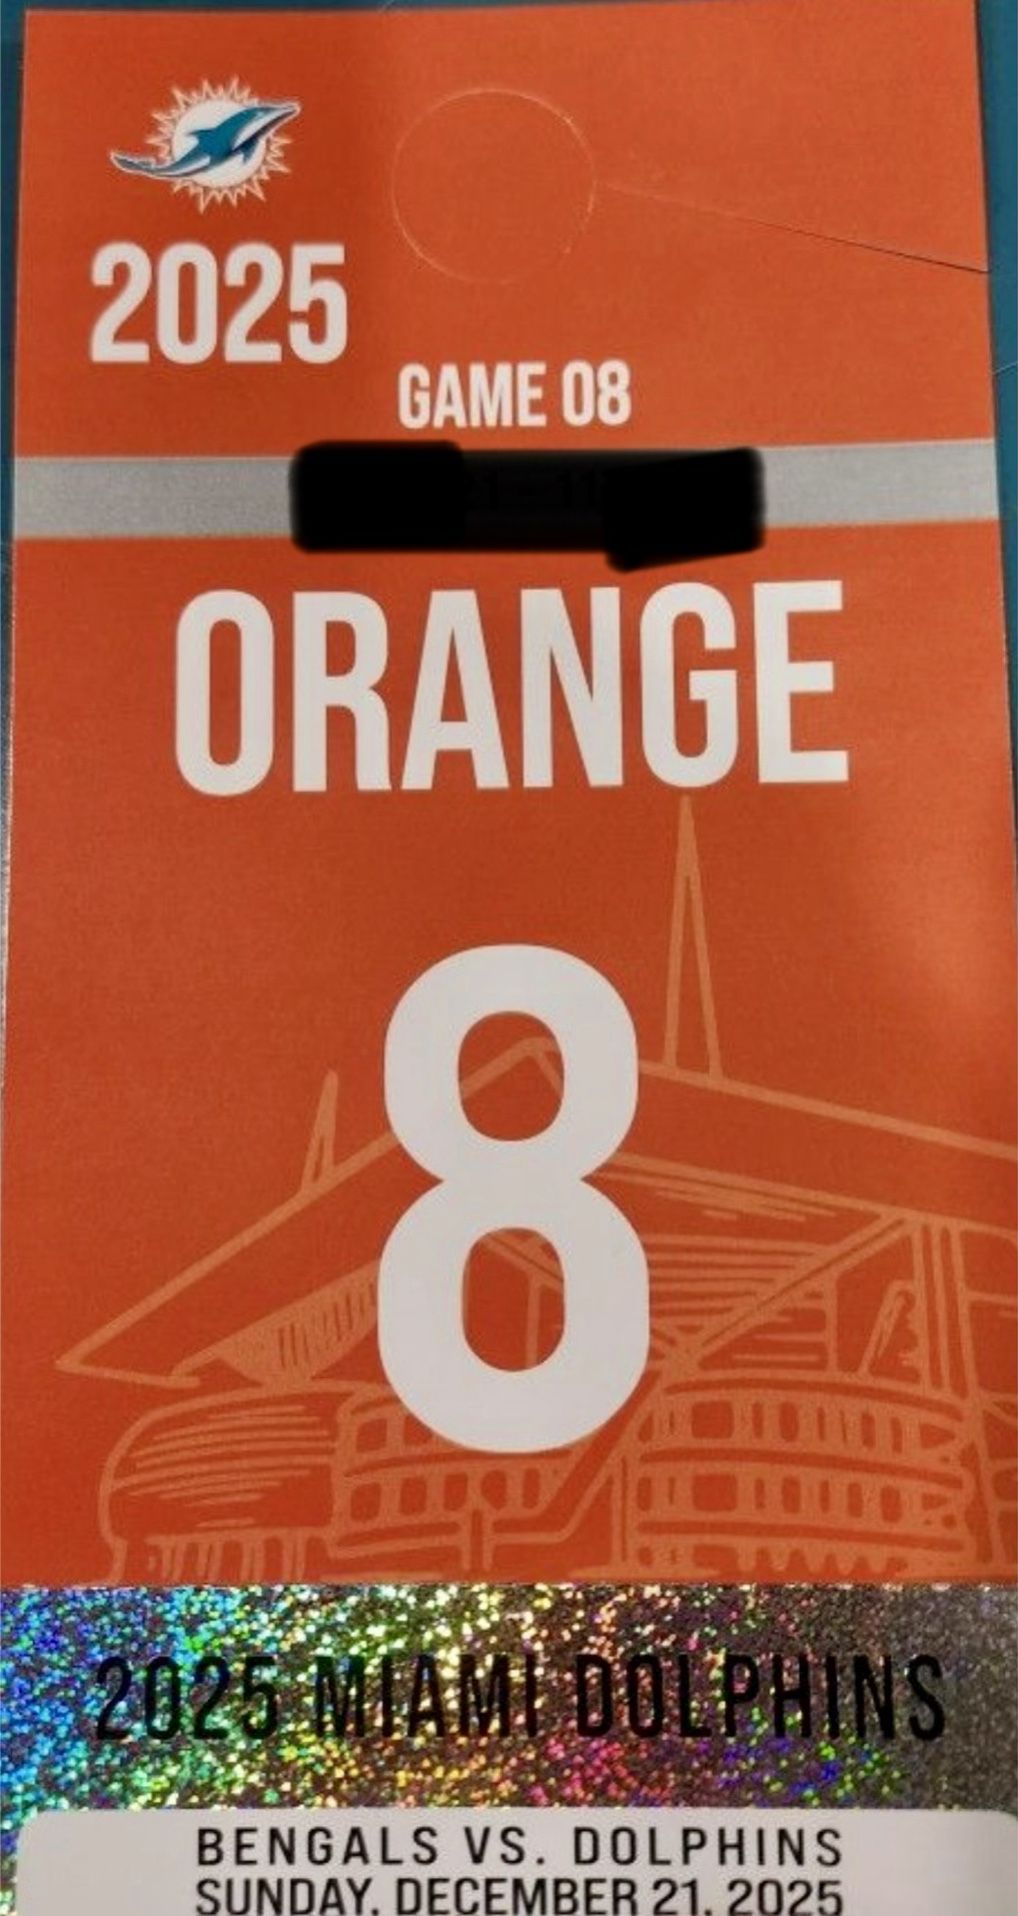 2025
GAME 08
ORANGE
8
2025 MIAMI DOLPHINS
BENGALS VS. DOLPHINS
SUNDAY, DECEMBER 21, 2025